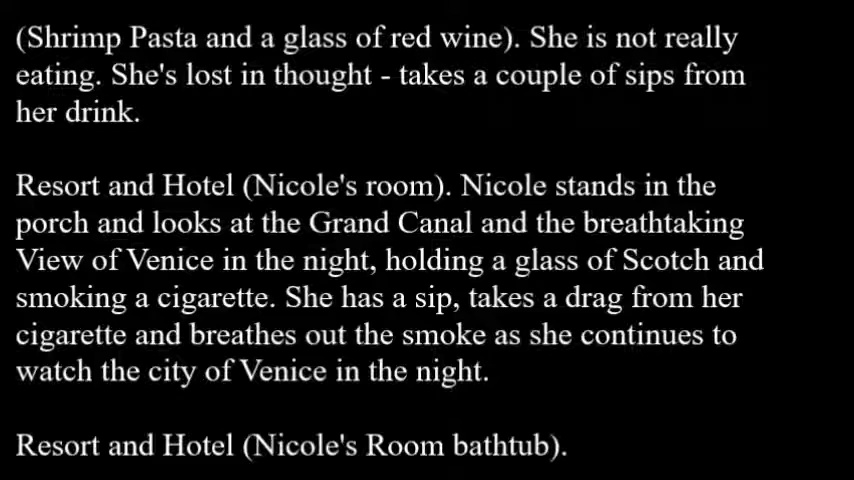 (Shrimp Pasta and a glass of red wine). She is not really
eating. She's lost in thought - takes a couple of sips from
her drink.
Resort and Hotel (Nicole's room). Nicole stands in the
porch and looks at the Grand Canal and the breathtaking
View of Venice in the night, holding a glass of Scotch and
smoking a cigarette. She has a sip, takes a drag from her
cigarette and breathes out the smoke as she continues to
watch the city of Venice in the night.
Resort and Hotel (Nicole's Room bathtub).